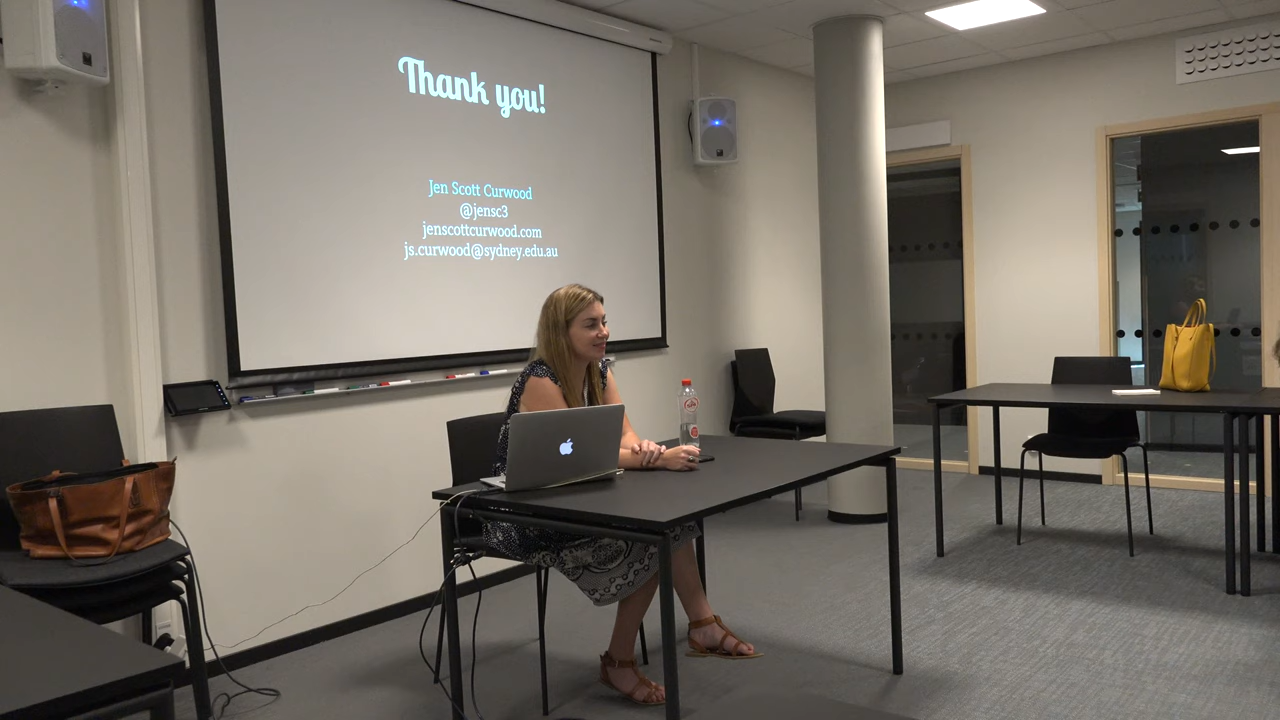 Thank you!
Jen Scott Curwood
@jensc3
jenscottcurwood.com
js.curwood@sydney.edu.au